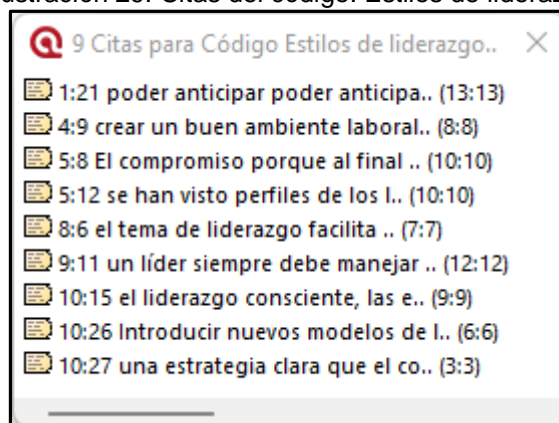 Ilustración 20. Citas del código: Estilos de lideraz
9 Citas para Código Estilos de liderazgo..
1:21 poder anticipar poder anticipa.. (13:13)
4:9 crear un buen ambiente laboral.. (8:8)
5:8 El compromiso porque al final .. (10:10)
5:12 se han visto perfiles de los l.. (10:10)
8:6 el tema de liderazgo facilita .. (7:7)
9:11 un líder siempre debe manejar .. (12:12)
10:15 el liderazgo consciente, las e.. (9:9)
10:26 Introducir nuevos modelos de l.. (6:6)
10:27 una estrategia clara que el co.. (3:3)